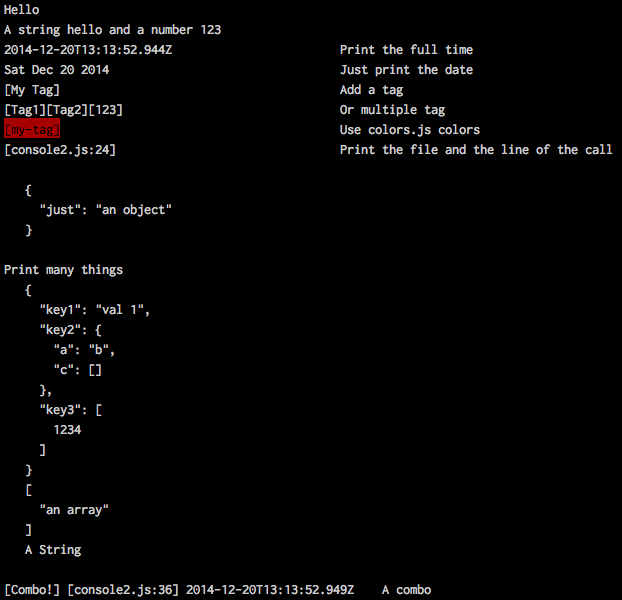 Hello
A string hello and a number 123
2014-12-20T13:13:52.944Z Print the full time
Sat Dec 20 2014 Just print the date
[My Tag] Add a tag
[Tag1][Tag2][123] Or multiple tag
[my-tag] Use colors.js colors
[console2.js:24] Print the file and the line of the call
{
"just": "an object"
}
Print many things
{
"key1": "val 1",
"key2": {
"a": "b",
"c": []
},
"key3": [
1234
]
}
[
"an array"
]
A String
[Combo!] [console2.js:36] 2014-12-20T13:13:52.949Z A combo